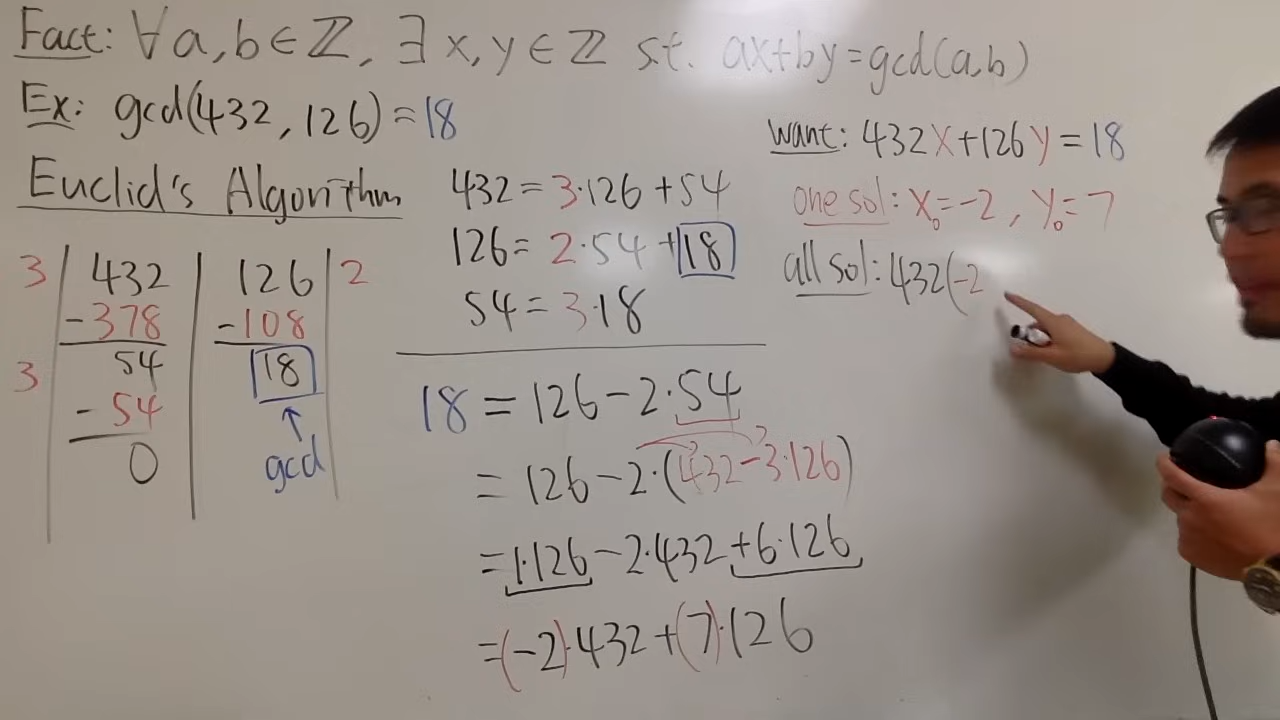 Fact: ∀ a, b ∈ ℤ, ∃ x, y ∈ ℤ s.t. ax+by=gcd(a,b)
Ex: gcd(432, 126) = 18
Euclid's Algorithm
3 | 432 | 126 | 2
-378 | -108
3 | 54 | 18
-54 | ↑
0 | gcd
432 = 3·126 + 54
126 = 2·54 + 18
54 = 3·18
18 = 126 - 2·54
= 126 - 2·(432 - 3·126)
= 1·126 - 2·432 + 6·126
= (-2)·432 + (7)·126
want: 432x + 126y = 18
one sol: x₀ = -2, y₀ = 7
all sol: 432(-2